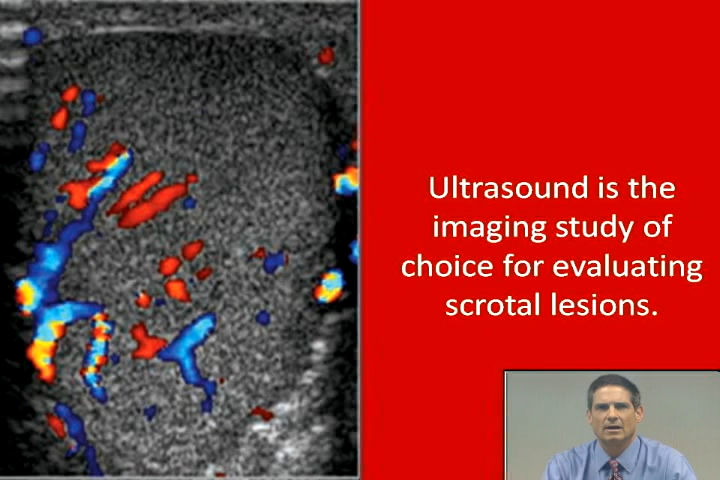 Ultrasound is the
imaging study of
choice for evaluating
scrotal lesions.